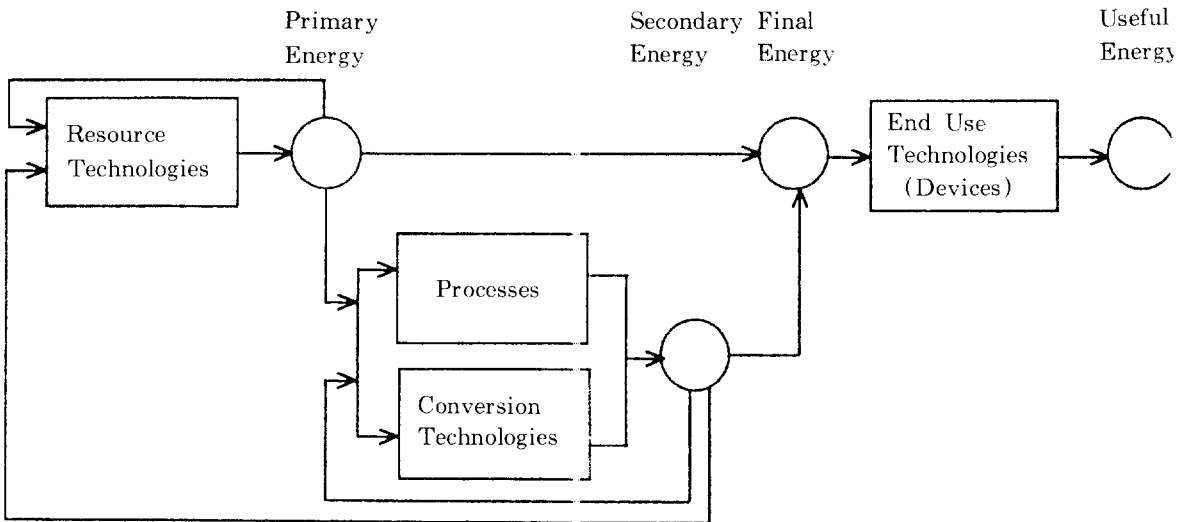 Primary
Energy
Secondary
Energy
Final
Energy
Useful
Energy
Resource
Technologies
End Use
Technologies
(Devices)
Processes
Conversion
Technologies